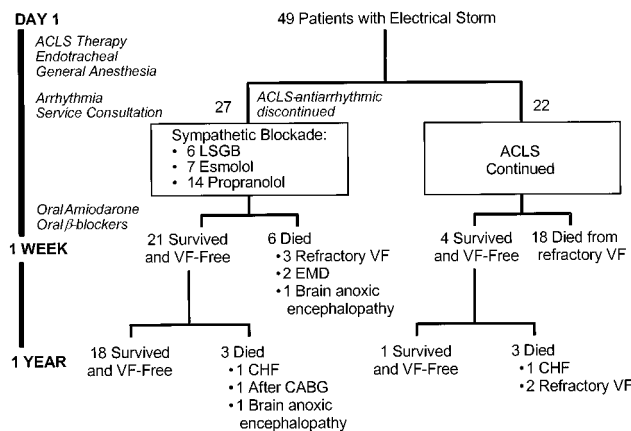 DAY 1
49 Patients with Electrical Storm
ACLS Therapy
Endotracheal
General Anesthesia
Arrhythmia
Service Consultation
27
ACLS-antiarrhythmic
discontinued
22
Sympathetic Blockade:
• 6 LSGB
• 7 Esmolol
• 14 Propranolol
ACLS
Continued
Oral Amiodarone
Oral β-blockers
1 WEEK
21 Survived
and VF-Free
6 Died
• 3 Refractory VF
• 2 EMD
• 1 Brain anoxic
encephalopathy
4 Survived
and VF-Free
18 Died from
refractory VF
1 YEAR
18 Survived
and VF-Free
3 Died
• 1 CHF
• 1 After CABG
• 1 Brain anoxic
encephalopathy
1 Survived
and VF-Free
3 Died
• 1 CHF
• 2 Refractory VF